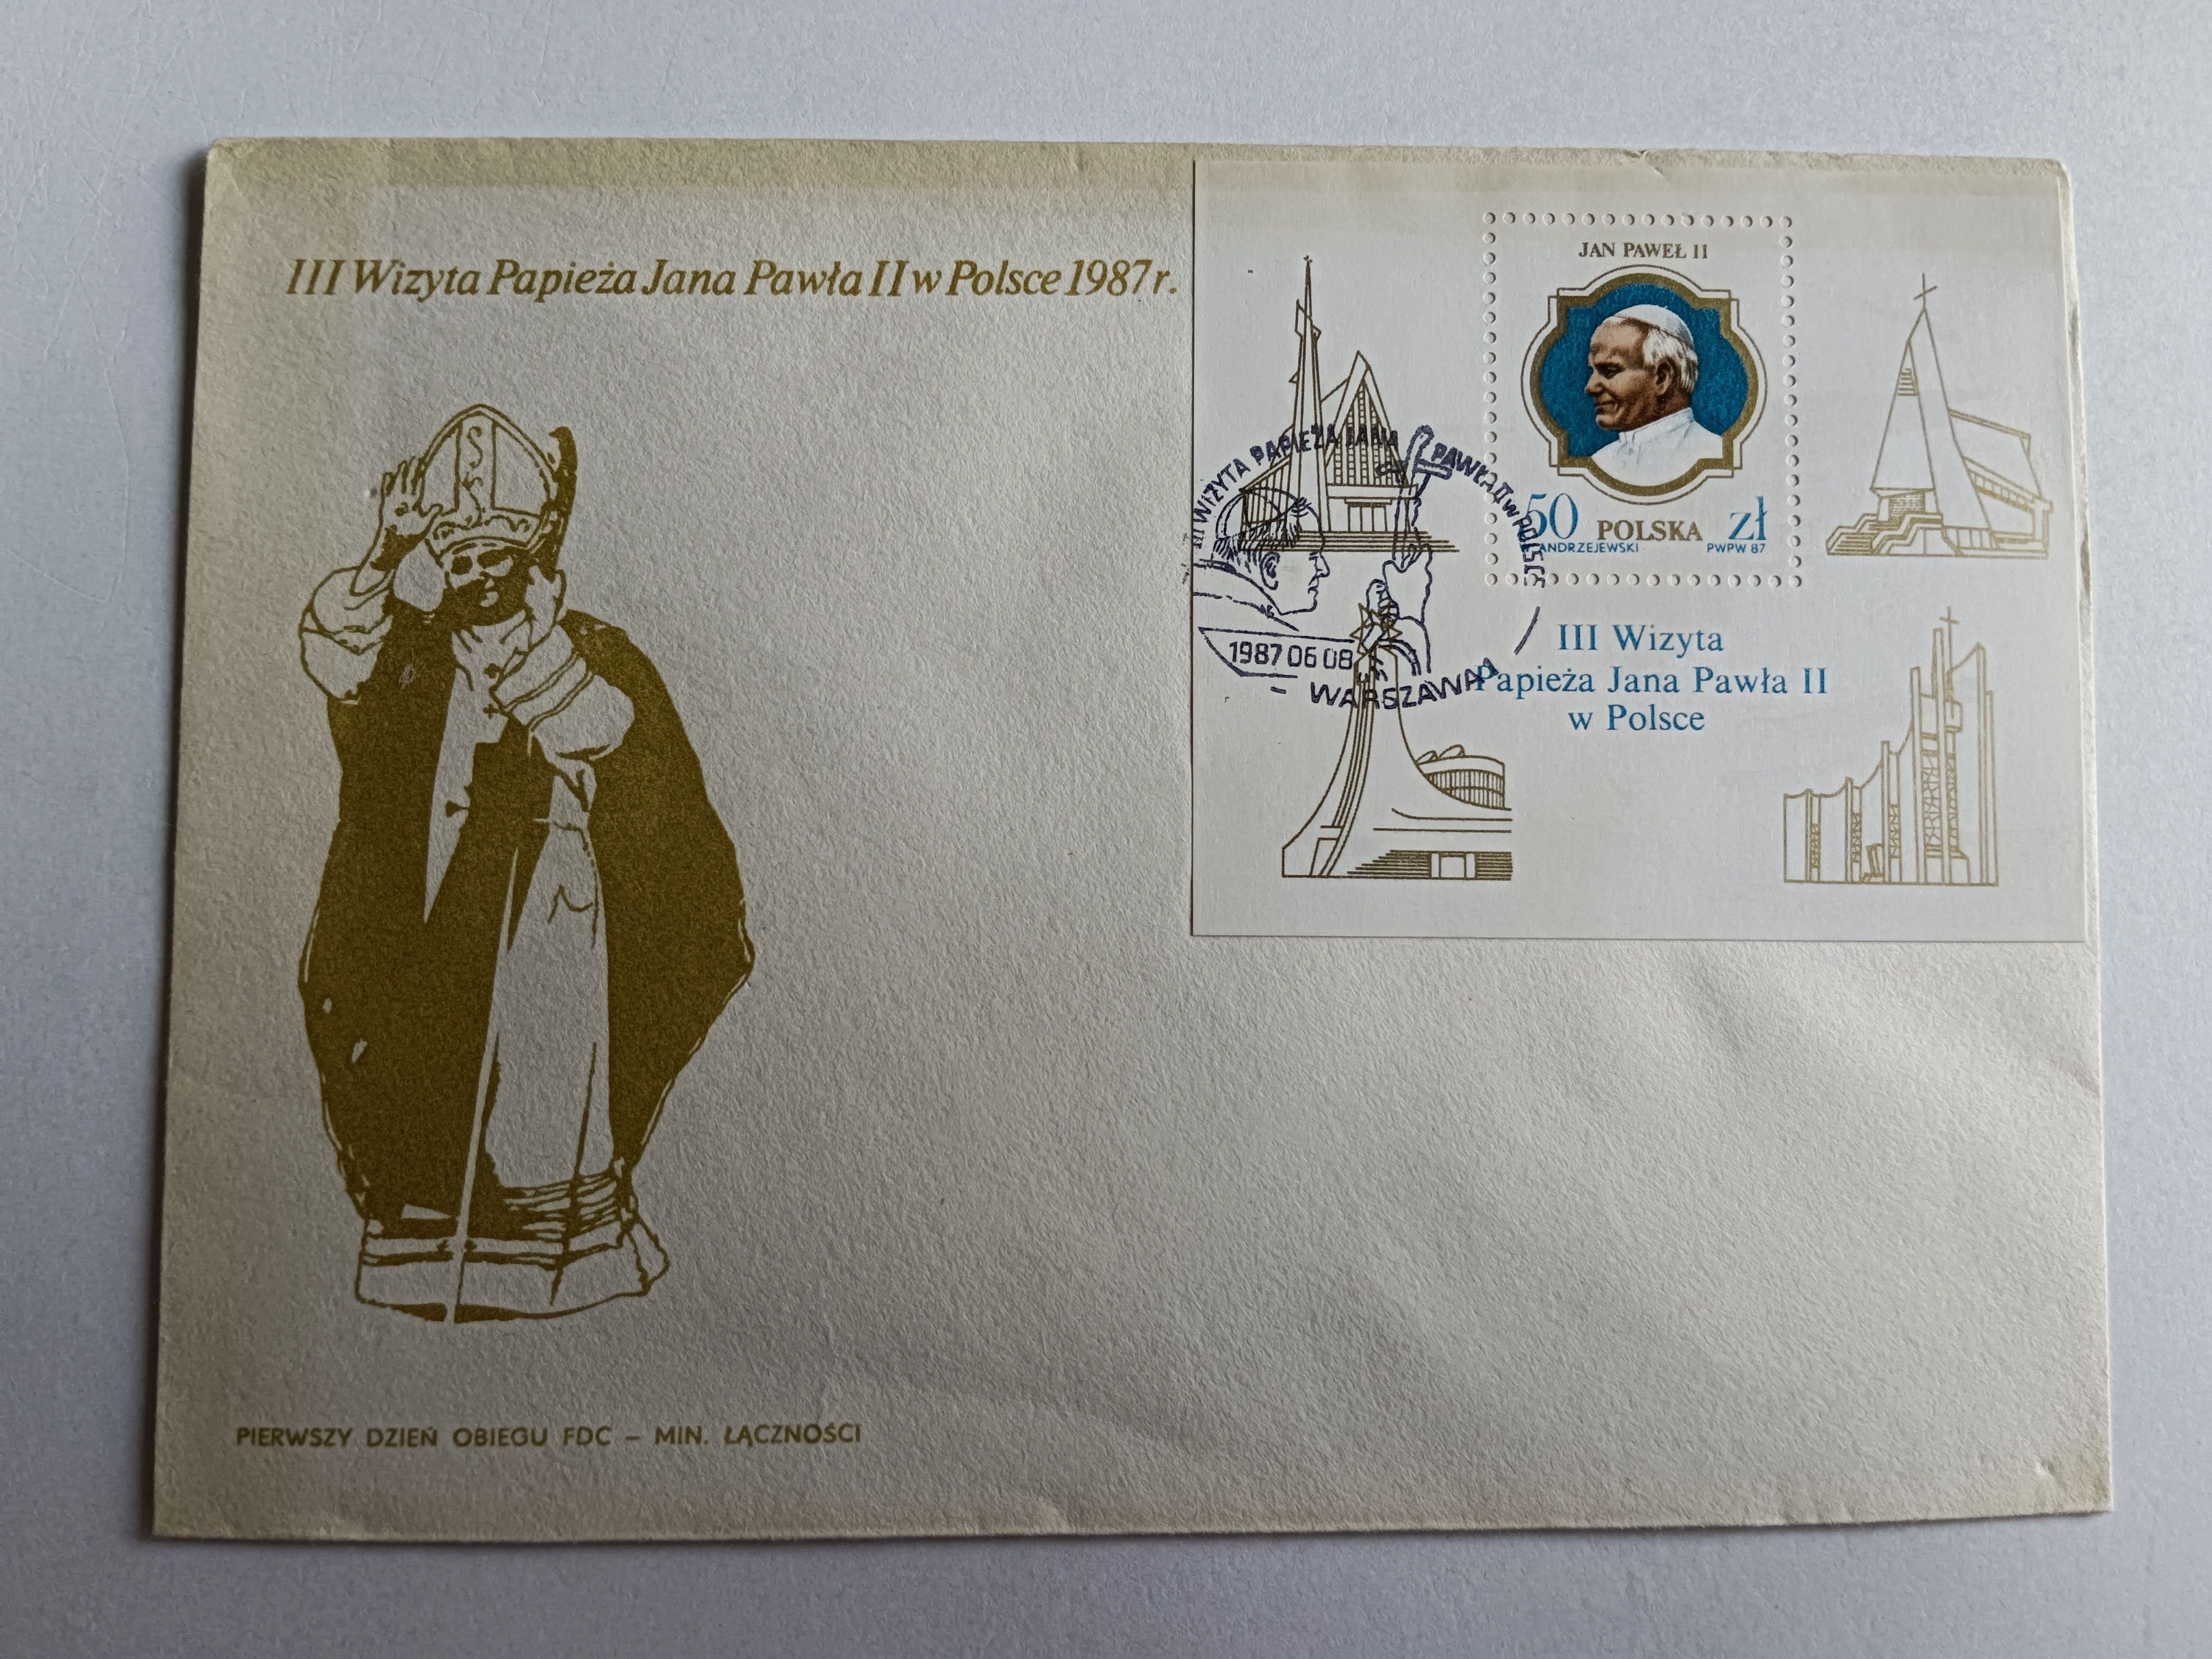 III Wizyta Papieża Jana Pawła II w Polsce 1987 r.
JAN PAWEŁ II
50 POLSKA zł
ANDRZEJEWSKI PWPW 87
III WIZYTA PAPIEŻA JANA PAWŁA II w POLSCE
1987 06 08
- WARSZAWA 1
III Wizyta
Papieża Jana Pawła II
w Polsce
PIERWSZY DZIEŃ OBIEGU FDC – MIN. ŁĄCZNOŚCI